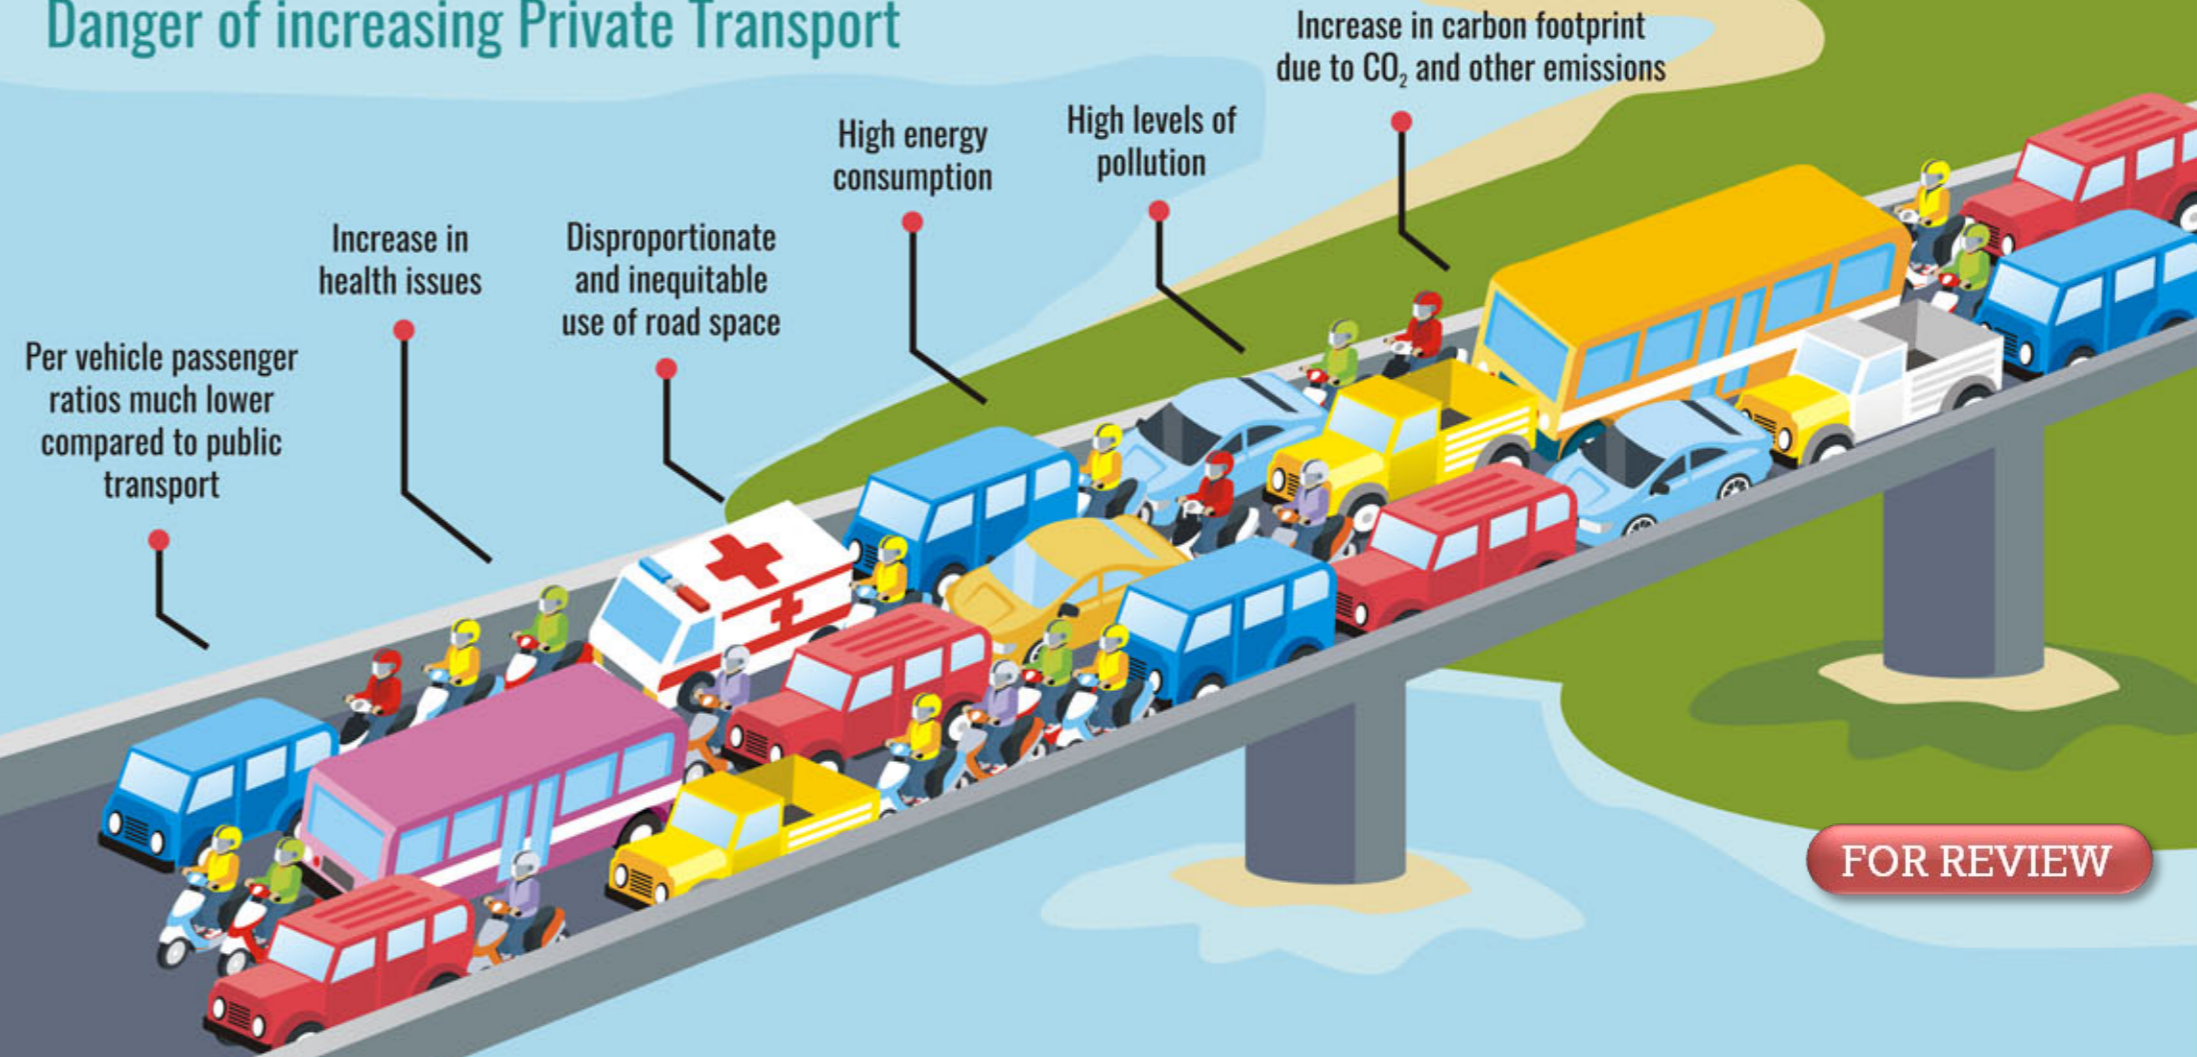 Danger of increasing Private Transport
Per vehicle passenger
ratios much lower
compared to public
transport
Increase in
health issues
Disproportionate
and inequitable
use of road space
High energy
consumption
High levels of
pollution
Increase in carbon footprint
due to CO₂ and other emissions
FOR REVIEW